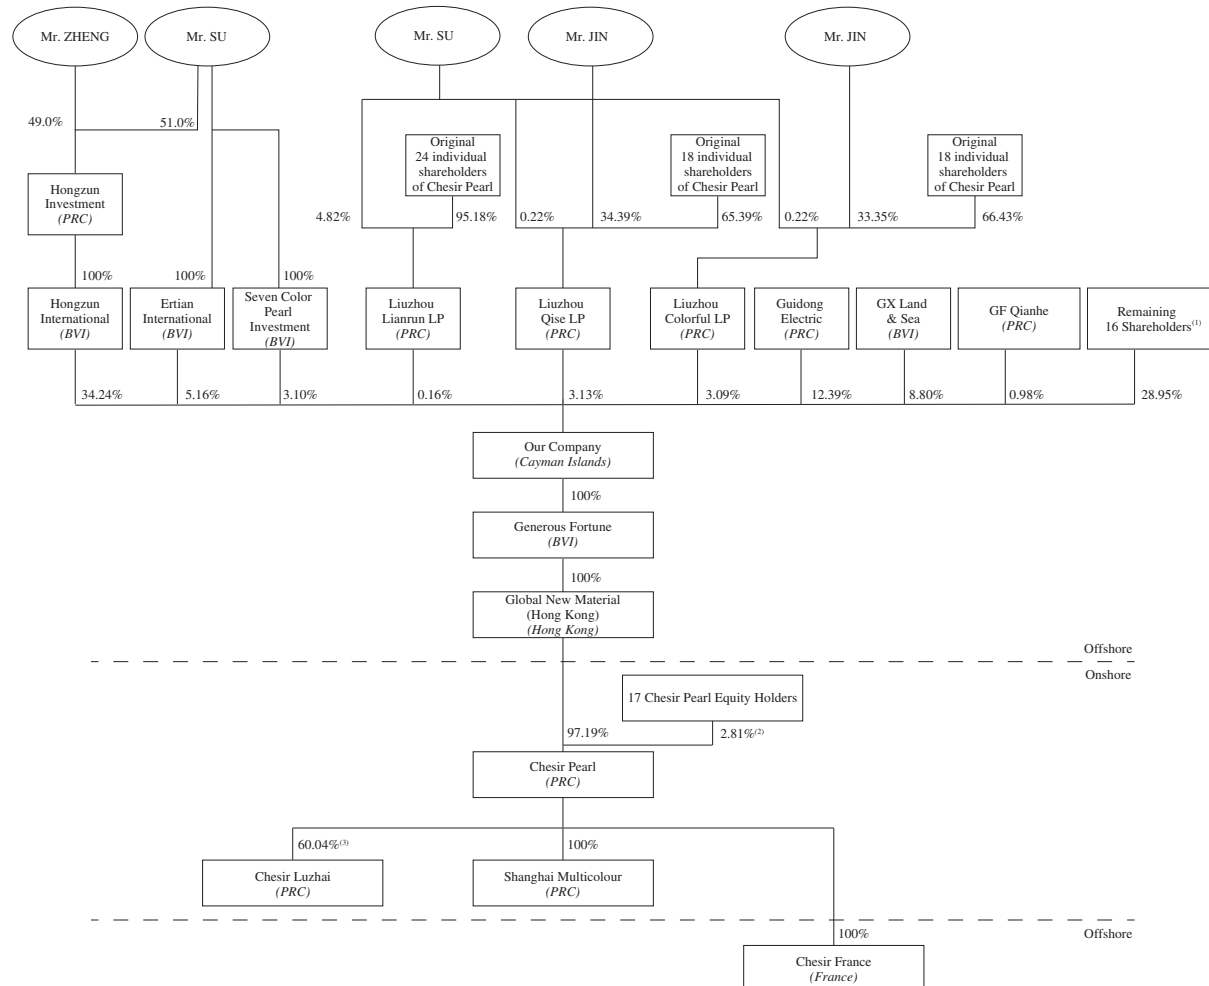 Mr. ZHENG
Mr. SU
Mr. SU
Mr. JIN
Mr. JIN
49.0%
51.0%
Original
24 individual
shareholders
of Chesir Pearl
Original
18 individual
shareholders
of Chesir Pearl
Original
18 individual
shareholders
of Chesir Pearl
Hongzun
Investment
(PRC)
4.82%
95.18%
0.22%
34.39%
65.39%
0.22%
33.35%
66.43%
100%
100%
100%
Hongzun
International
(BVI)
Ertian
International
(BVI)
Seven Color
Pearl
Investment
(BVI)
Liuzhou
Lianrun LP
(PRC)
Liuzhou
Qise LP
(PRC)
Liuzhou
Colorful LP
(PRC)
Guidong
Electric
(PRC)
GX Land
& Sea
(BVI)
GF Qianhe
(PRC)
Remaining
16 Shareholders(1)
34.24%
5.16%
3.10%
0.16%
3.13%
3.09%
12.39%
8.80%
0.98%
28.95%
Our Company
(Cayman Islands)
100%
Generous Fortune
(BVI)
100%
Global New Material
(Hong Kong)
(Hong Kong)
Offshore
Onshore
17 Chesir Pearl Equity Holders
97.19%
2.81%(2)
Chesir Pearl
(PRC)
60.04%(3)
100%
Chesir Luzhai
(PRC)
Shanghai Multicolour
(PRC)
100%
Offshore
Chesir France
(France)